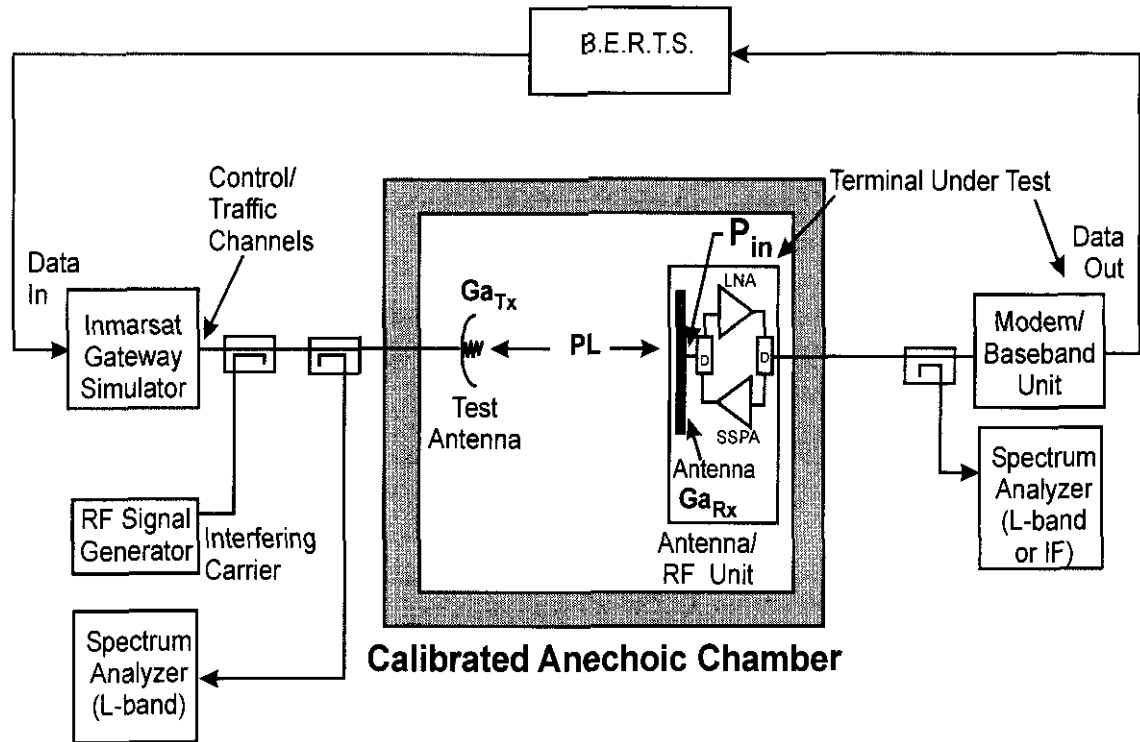 B.E.R.T.S.
Control/
Traffic
Channels
Data
In
Inmarsat
Gateway
Simulator
RF Signal
Generator
Interfering
Carrier
Spectrum
Analyzer
(L-band)
Ga_Tx
Test
Antenna
PL
P_in
LNA
D
D
SSPA
Antenna
Ga_Rx
Antenna/
RF Unit
Calibrated Anechoic Chamber
Terminal Under Test
Data
Out
Modem/
Baseband
Unit
Spectrum
Analyzer
(L-band
or IF)